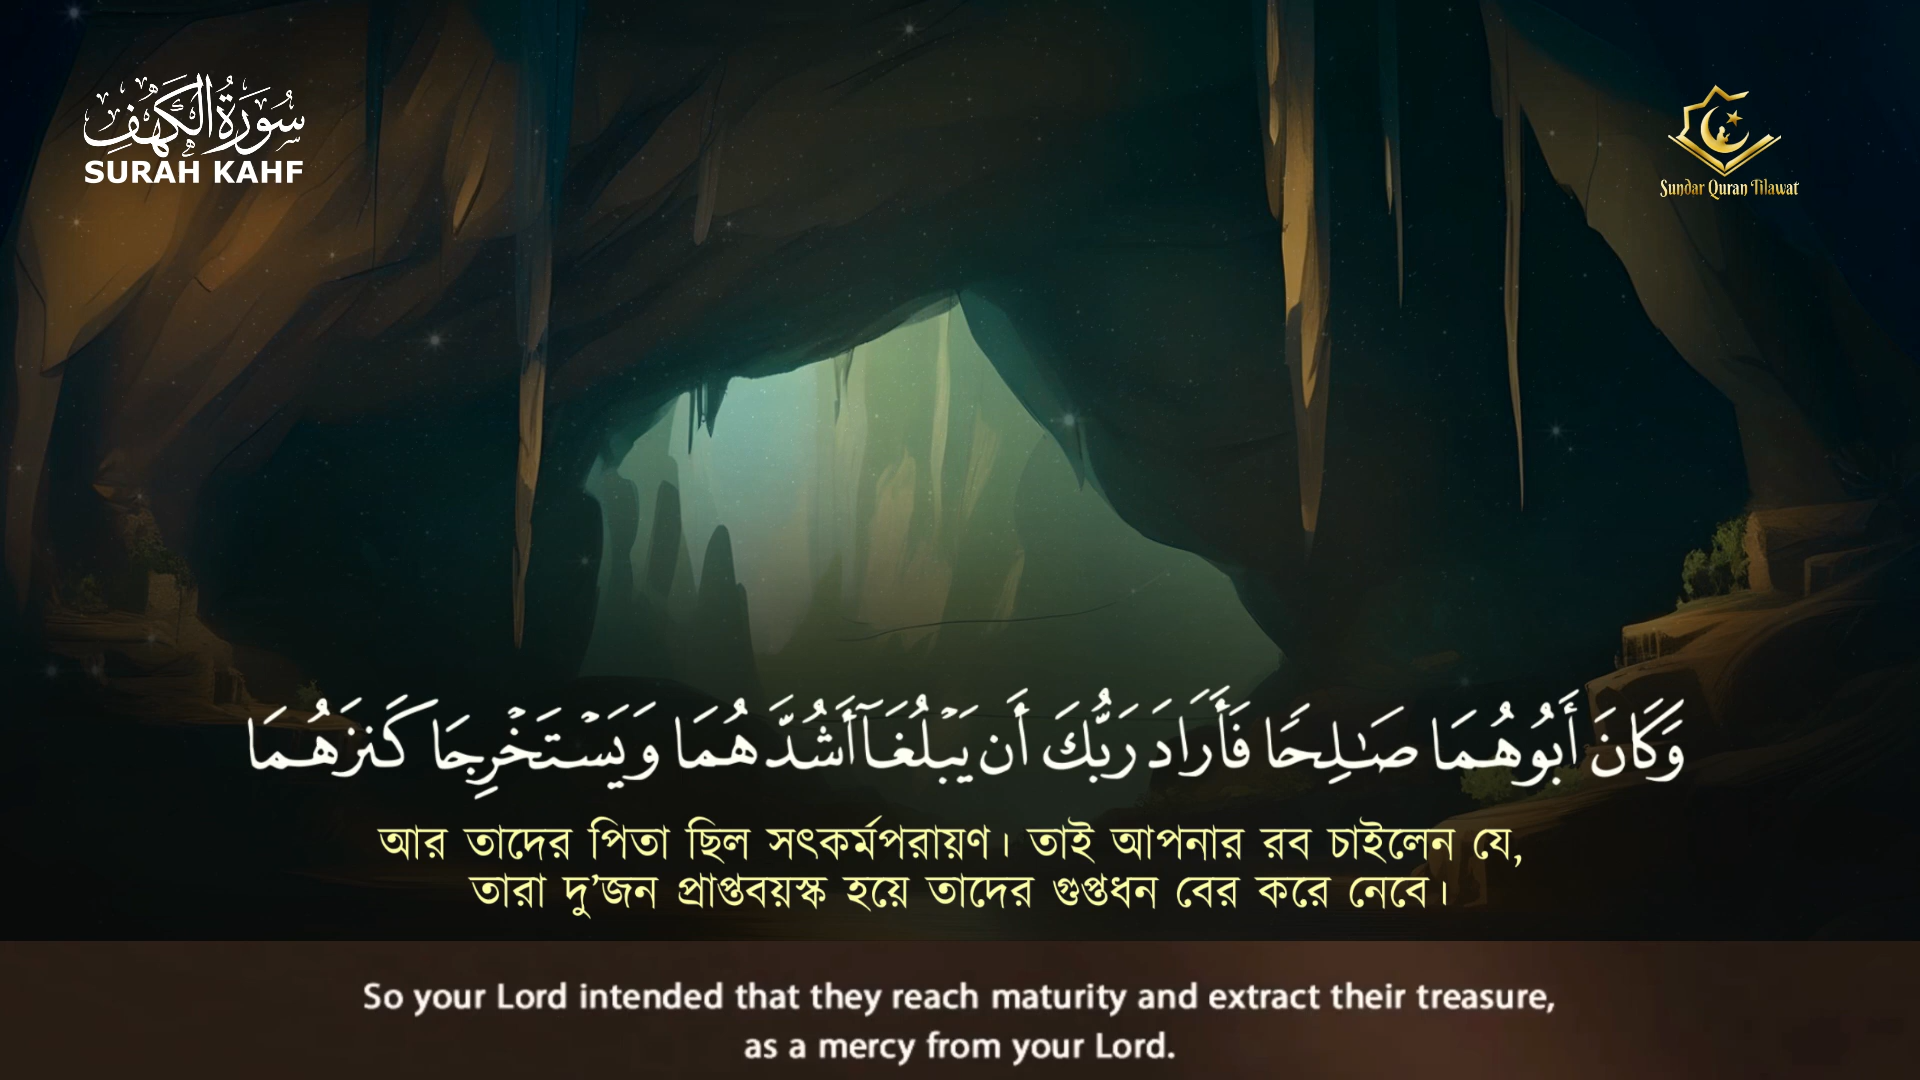 سُورَةُ الكَهْفِ
SURAH KAHF
Sundar Quran Tilawat
وَكَانَ أَبُوهُمَا صَـٰلِحًا فَأَرَادَ رَبُّكَ أَن يَبْلُغَآ أَشُدَّهُمَا وَيَسْتَخْرِجَا كَنزَهُمَا
আর তাদের পিতা ছিল সৎকর্মপরায়ণ। তাই আপনার রব চাইলেন যে,
তারা দু’জন প্রাপ্তবয়স্ক হয়ে তাদের গুপ্তধন বের করে নেবে।
So your Lord intended that they reach maturity and extract their treasure,
as a mercy from your Lord.